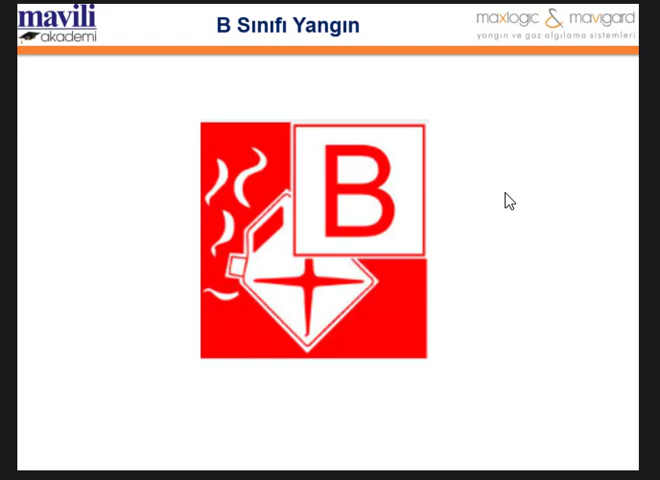 mavili
akademi
B Sınıfı Yangın
maxlogic & mavigard
yangın ve gaz algılama sistemleri
B